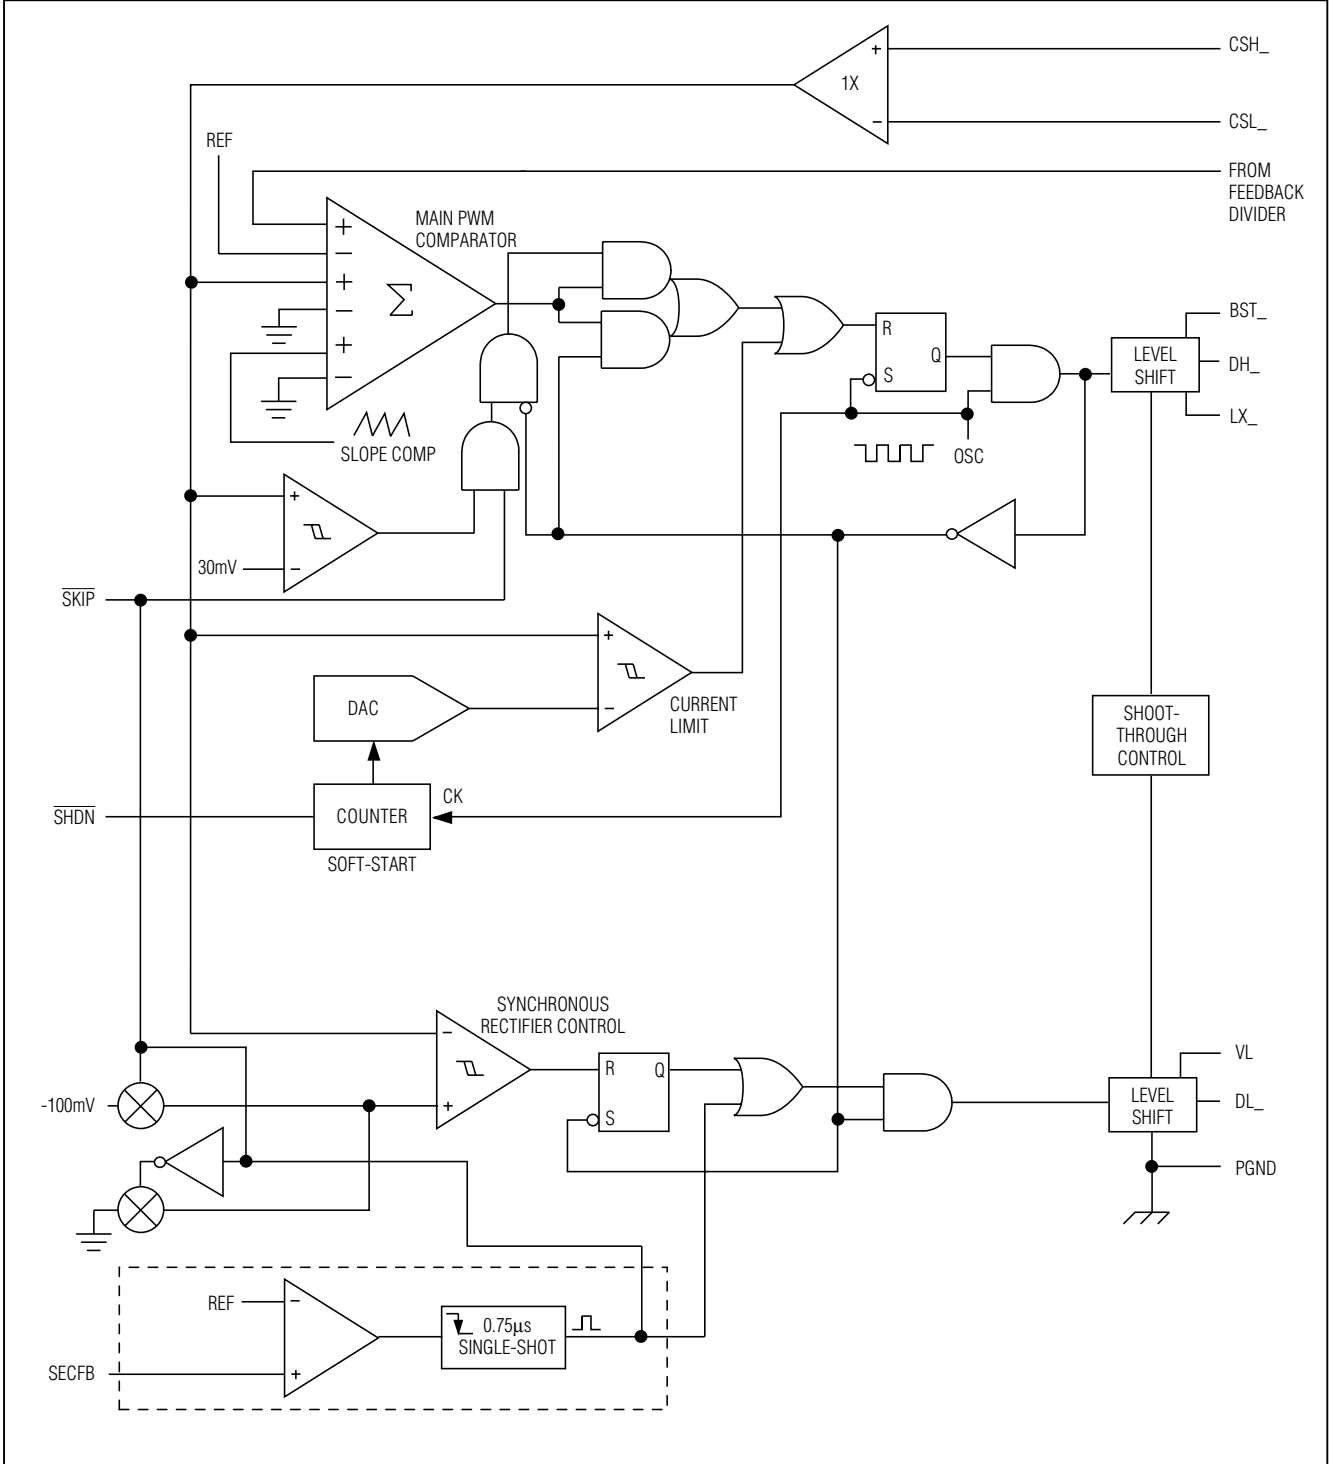 CSH_
+
1X
−
CSL_
REF
FROM
FEEDBACK
DIVIDER
MAIN PWM
COMPARATOR
+
−
+
−
+
−
Σ
SLOPE COMP
R
Q
S
OSC
LEVEL
SHIFT
BST_
DH_
LX_
+
30mV
−
SKIP
+
−
CURRENT
LIMIT
DAC
SHOOT-
THROUGH
CONTROL
SHDN
COUNTER
CK
SOFT-START
SYNCHRONOUS
RECTIFIER CONTROL
−
+
R
Q
S
-100mV
LEVEL
SHIFT
VL
DL_
PGND
REF
−
0.75µs
SINGLE-SHOT
SECFB
+